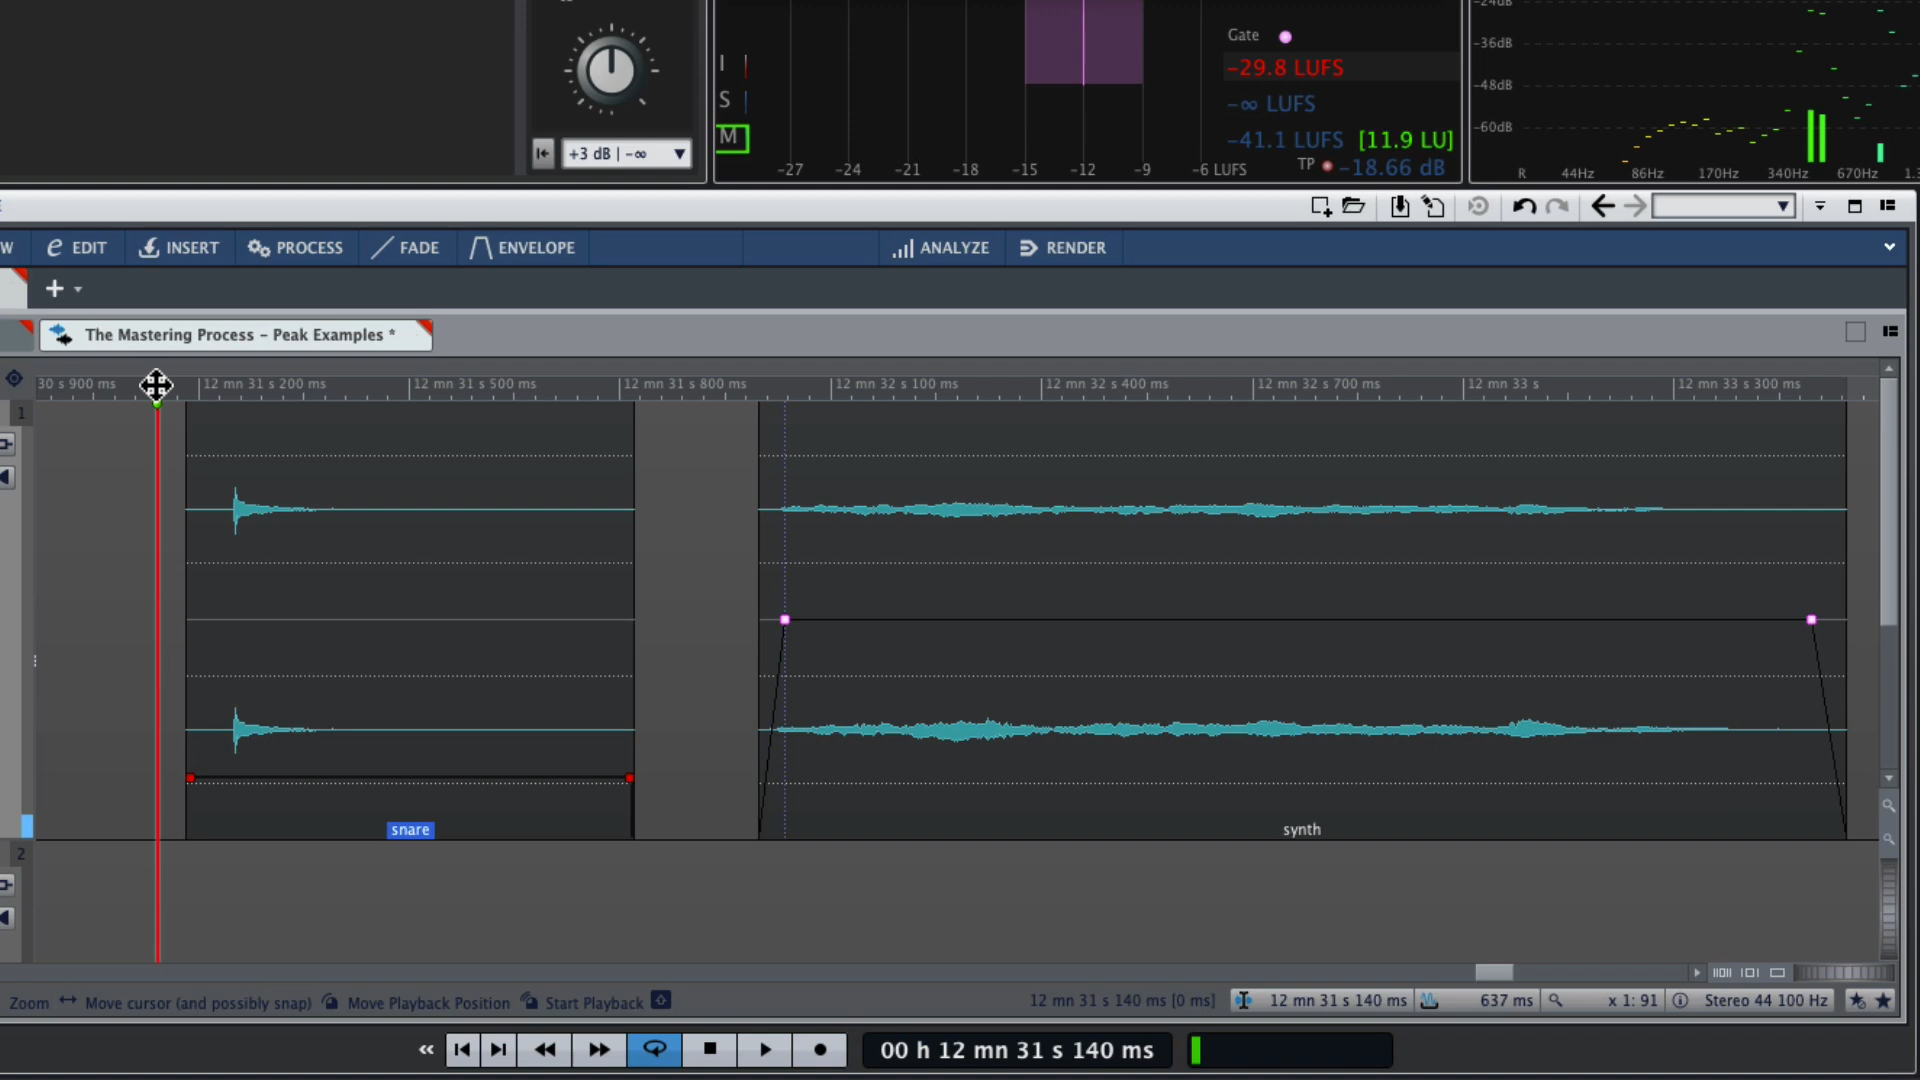 -24dB
Gate
-36dB
-29.8 LUFS
I
S
-48dB
-∞ LUFS
M
-41.1 LUFS [11.9 LU]
-60dB
+3 dB | -∞
-27 -24 -21 -18 -15 -12 -9 -6 LUFS
TP -18.66 dB
R 44Hz 86Hz 170Hz 340Hz 670Hz
W EDIT INSERT PROCESS FADE ENVELOPE ANALYZE RENDER
The Mastering Process - Peak Examples *
30 s 900 ms 12 mn 31 s 200 ms 12 mn 31 s 500 ms 12 mn 31 s 800 ms 12 mn 32 s 100 ms 12 mn 32 s 400 ms 12 mn 32 s 700 ms 12 mn 33 s 12 mn 33 s 300 ms
1
snare synth
2
Zoom Move cursor (and possibly snap) Move Playback Position Start Playback 12 mn 31 s 140 ms [0 ms] 12 mn 31 s 140 ms 637 ms x 1: 91 Stereo 44 100 Hz
00 h 12 mn 31 s 140 ms